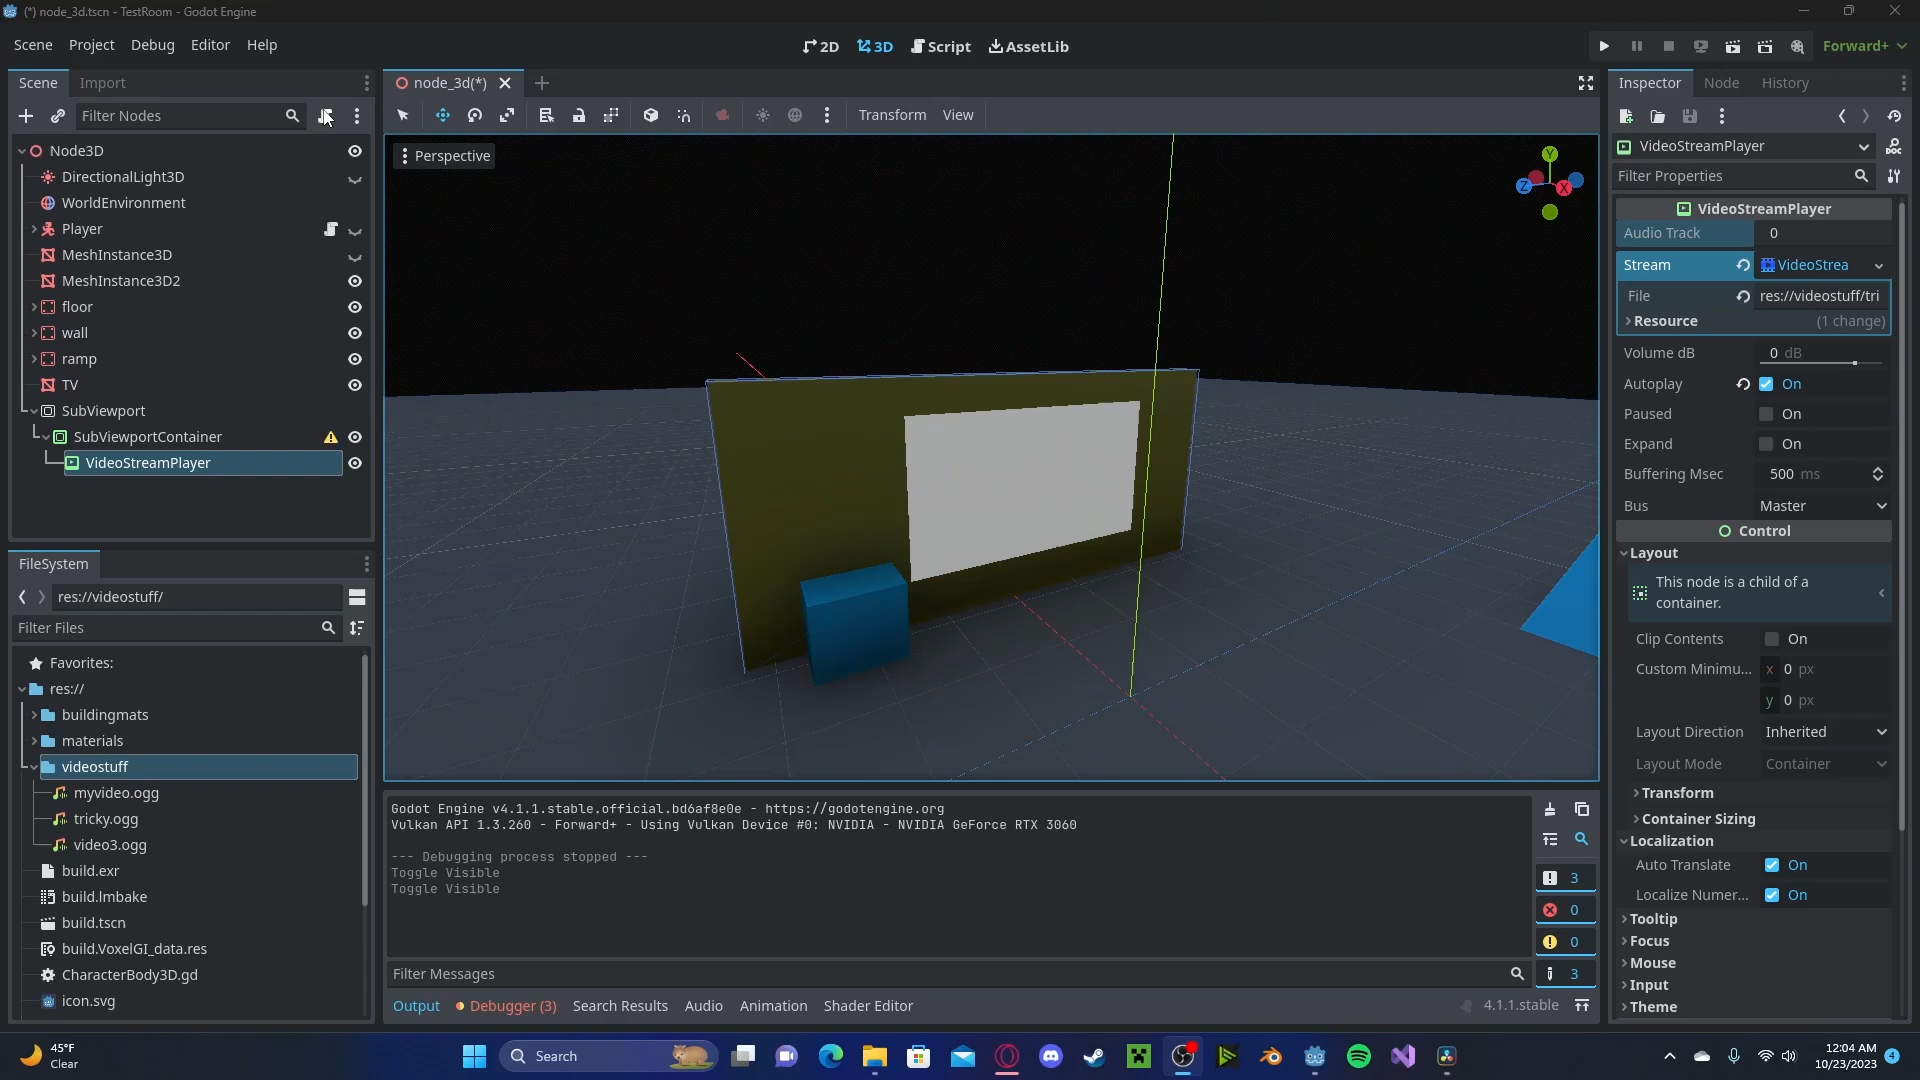 (*) node_3d.tscn - TestRoom - Godot Engine
Scene Project Debug Editor Help
2D 3D Script AssetLib
Forward+
Scene Import
Filter Nodes
Node3D
DirectionalLight3D
WorldEnvironment
Player
MeshInstance3D
MeshInstance3D2
floor
wall
ramp
TV
SubViewport
SubViewportContainer
VideoStreamPlayer
FileSystem
res://videostuff/
Filter Files
Favorites:
res://
buildingmats
materials
videostuff
myvideo.ogg
tricky.ogg
video3.ogg
build.exr
build.lmbake
build.tscn
build.VoxelGI_data.res
CharacterBody3D.gd
icon.svg
node_3d(*)
Transform View
Perspective
Y
Z X
Godot Engine v4.1.1.stable.official.bd6af8e0e - https://godotengine.org
Vulkan API 1.3.260 - Forward+ - Using Vulkan Device #0: NVIDIA - NVIDIA GeForce RTX 3060
--- Debugging process stopped ---
Toggle Visible
Toggle Visible
3
0
0
3
Filter Messages
Output Debugger (3) Search Results Audio Animation Shader Editor
4.1.1.stable
Inspector Node History
VideoStreamPlayer
Filter Properties
VideoStreamPlayer
Audio Track 0
Stream VideoStrea
File res://videostuff/tri
Resource (1 change)
Volume dB 0 dB
Autoplay On
Paused On
Expand On
Buffering Msec 500 ms
Bus Master
Control
Layout
This node is a child of a
container.
Clip Contents On
Custom Minimu... x 0 px
y 0 px
Layout Direction Inherited
Layout Mode Container
Transform
Container Sizing
Localization
Auto Translate On
Localize Numer... On
Tooltip
Focus
Mouse
Input
Theme
45°F
Clear
Search
12:04 AM
10/23/2023
4